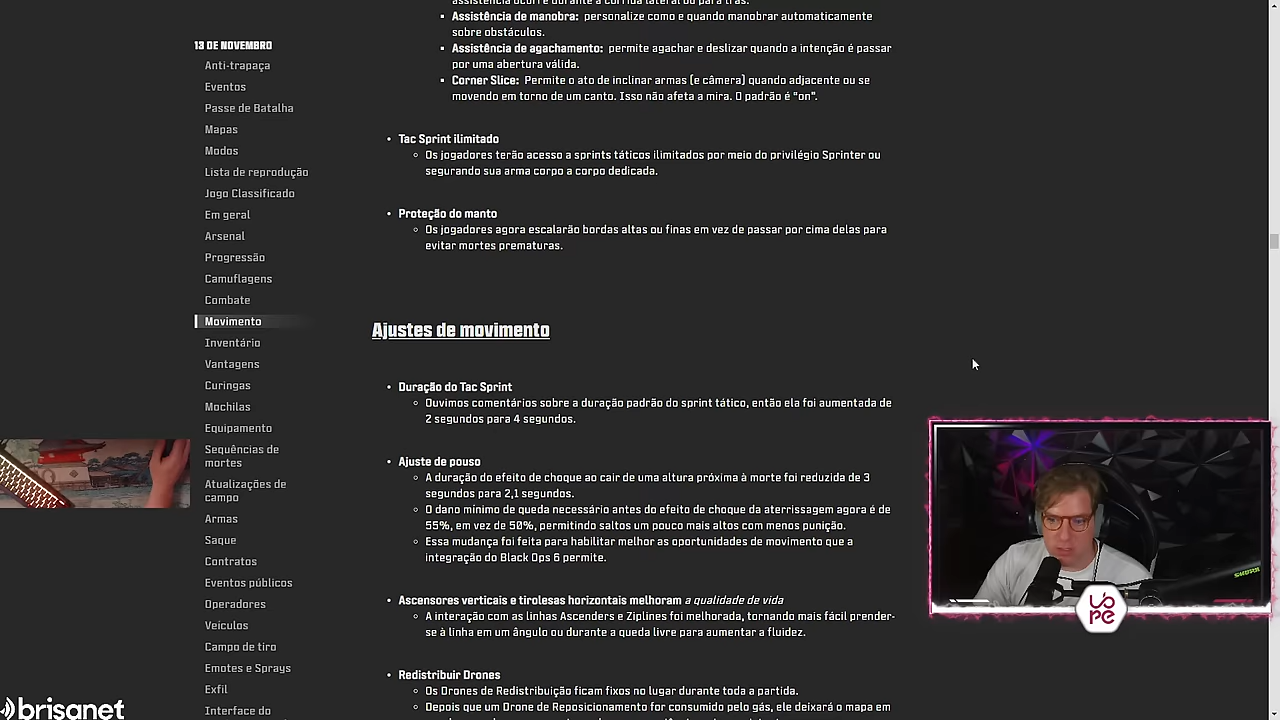 13 DE NOVEMBRO
Anti-trapaça
Eventos
Passe de Batalha
Mapas
Modos
Lista de reprodução
Jogo Classificado
Em geral
Arsenal
Progressão
Camuflagens
Combate
Movimento
Inventário
Vantagens
Curingas
Mochilas
Equipamento
Sequências de
mortes
Atualizações de
campo
Armas
Saque
Contratos
Eventos públicos
Operadores
Veículos
Campo de tiro
Emotes e Sprays
Exfil
Interface do
Assistência de manobra: personalize como e quando manobrar automaticamente
sobre obstáculos.
Assistência de agachamento: permite agachar e deslizar quando a intenção é passar
por uma abertura válida.
Corner Slice: Permite o ato de inclinar armas (e câmera) quando adjacente ou se
movendo em torno de um canto. Isso não afeta a mira. O padrão é "on".
Tac Sprint ilimitado
Os jogadores terão acesso a sprints táticos ilimitados por meio do privilégio Sprinter ou
segurando sua arma corpo a corpo dedicada.
Proteção do manto
Os jogadores agora escalarão bordas altas ou finas em vez de passar por cima delas para
evitar mortes prematuras.
Ajustes de movimento
Duração do Tac Sprint
Ouvimos comentários sobre a duração padrão do sprint tático, então ela foi aumentada de
2 segundos para 4 segundos.
Ajuste de pouso
A duração do efeito de choque ao cair de uma altura próxima à morte foi reduzida de 3
segundos para 2,1 segundos.
O dano mínimo de queda necessário antes do efeito de choque da aterrissagem agora é de
55%, em vez de 50%, permitindo saltos um pouco mais altos com menos punição.
Essa mudança foi feita para habilitar melhor as oportunidades de movimento que a
integração do Black Ops 6 permite.
Ascensores verticais e tirolesas horizontais melhoram a qualidade de vida
A interação com as linhas Ascenders e Ziplines foi melhorada, tornando mais fácil prender-
se à linha em um ângulo ou durante a queda livre para aumentar a fluidez.
Redistribuir Drones
Os Drones de Redistribuição ficam fixos no lugar durante toda a partida.
Depois que um Drone de Reposicionamento for consumido pelo gás, ele deixará o mapa em
SHURE
brisanet